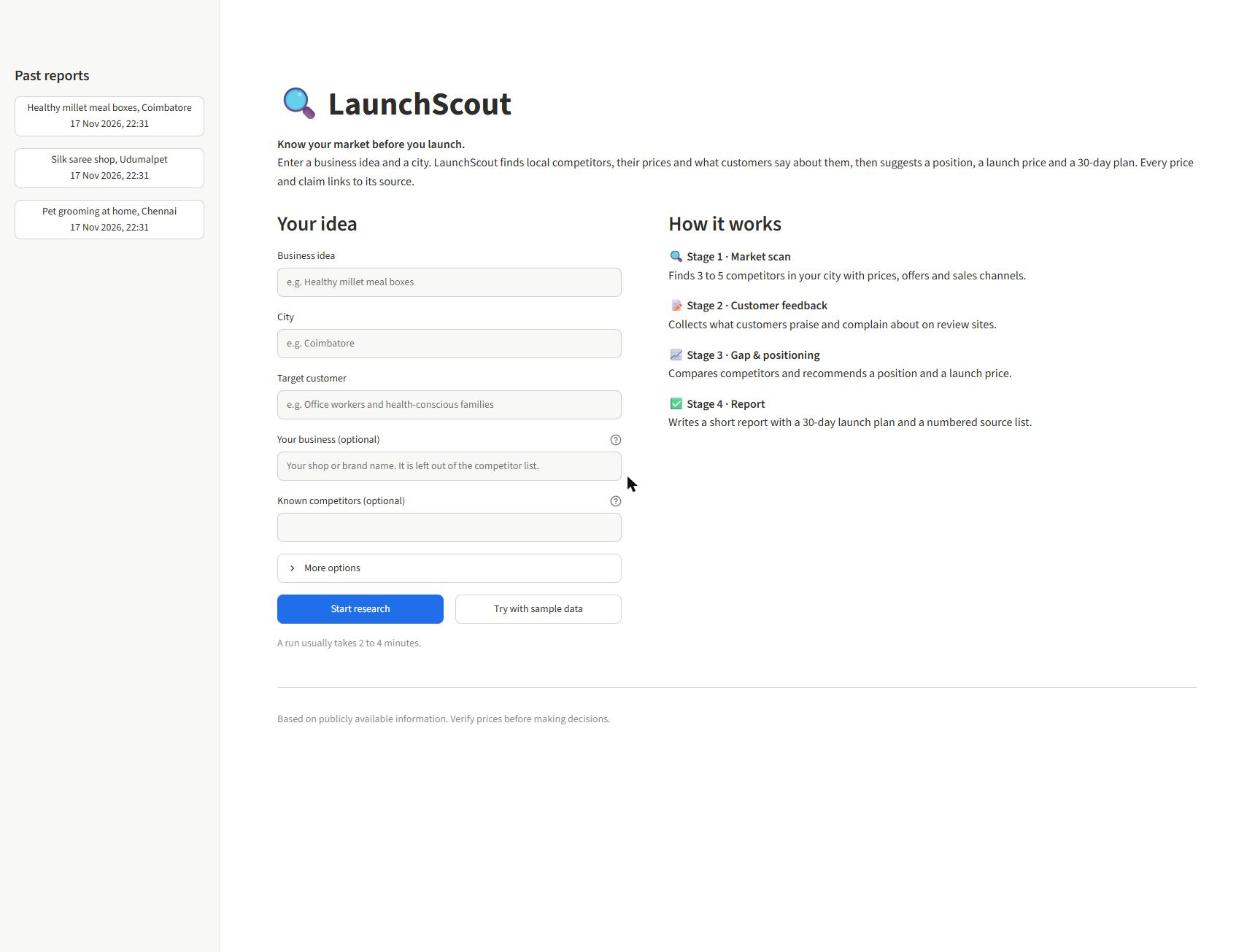 Past reports
Healthy millet meal boxes, Coimbatore
17 Nov 2026, 22:31
Silk saree shop, Udumalpet
17 Nov 2026, 22:31
Pet grooming at home, Chennai
17 Nov 2026, 22:31
LaunchScout
Know your market before you launch.
Enter a business idea and a city. LaunchScout finds local competitors, their prices and what customers say about them, then suggests a position, a launch price and a 30-day plan. Every price
and claim links to its source.
Your idea
Business idea
e.g. Healthy millet meal boxes
City
e.g. Coimbatore
Target customer
e.g. Office workers and health-conscious families
Your business (optional)
Your shop or brand name. It is left out of the competitor list.
Known competitors (optional)
More options
Start research
Try with sample data
A run usually takes 2 to 4 minutes.
How it works
Stage 1 · Market scan
Finds 3 to 5 competitors in your city with prices, offers and sales channels.
Stage 2 · Customer feedback
Collects what customers praise and complain about on review sites.
Stage 3 · Gap & positioning
Compares competitors and recommends a position and a launch price.
Stage 4 · Report
Writes a short report with a 30-day launch plan and a numbered source list.
Based on publicly available information. Verify prices before making decisions.